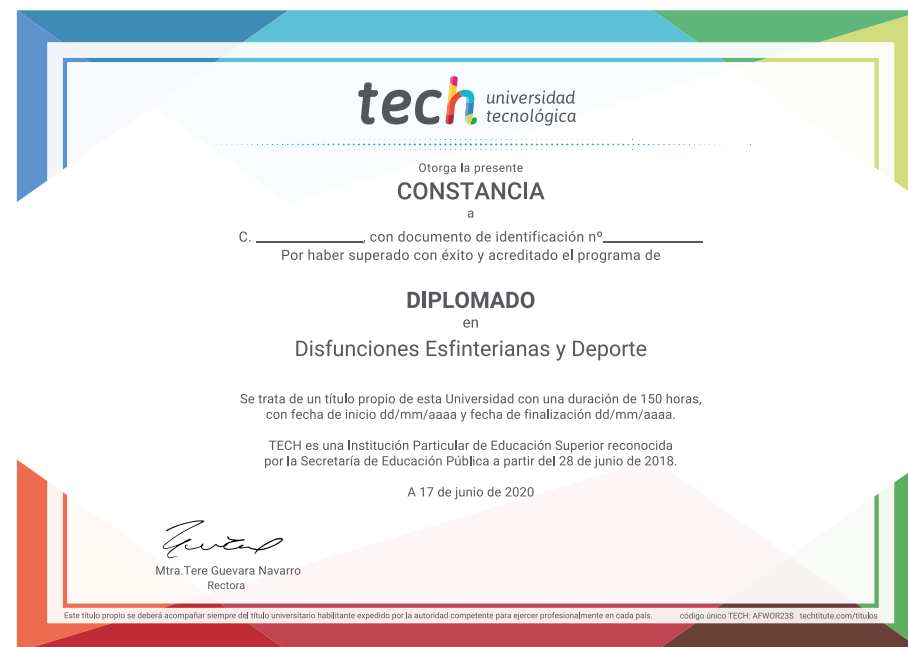 tech universidad
tecnológica
Otorga la presente
CONSTANCIA
a
C. ______________, con documento de identificación nº_____________
Por haber superado con éxito y acreditado el programa de
DIPLOMADO
en
Disfunciones Esfinterianas y Deporte
Se trata de un título propio de esta Universidad con una duración de 150 horas,
con fecha de inicio dd/mm/aaaa y fecha de finalización dd/mm/aaaa.
TECH es una Institución Particular de Educación Superior reconocida
por la Secretaría de Educación Pública a partir del 28 de junio de 2018.
A 17 de junio de 2020
Mtra.Tere Guevara Navarro
Rectora
Este título propio se deberá acompañar siempre del título universitario habilitante expedido por la autoridad competente para ejercer profesionalmente en cada país. código único TECH: AFWOR23S techtitute.com/titulos